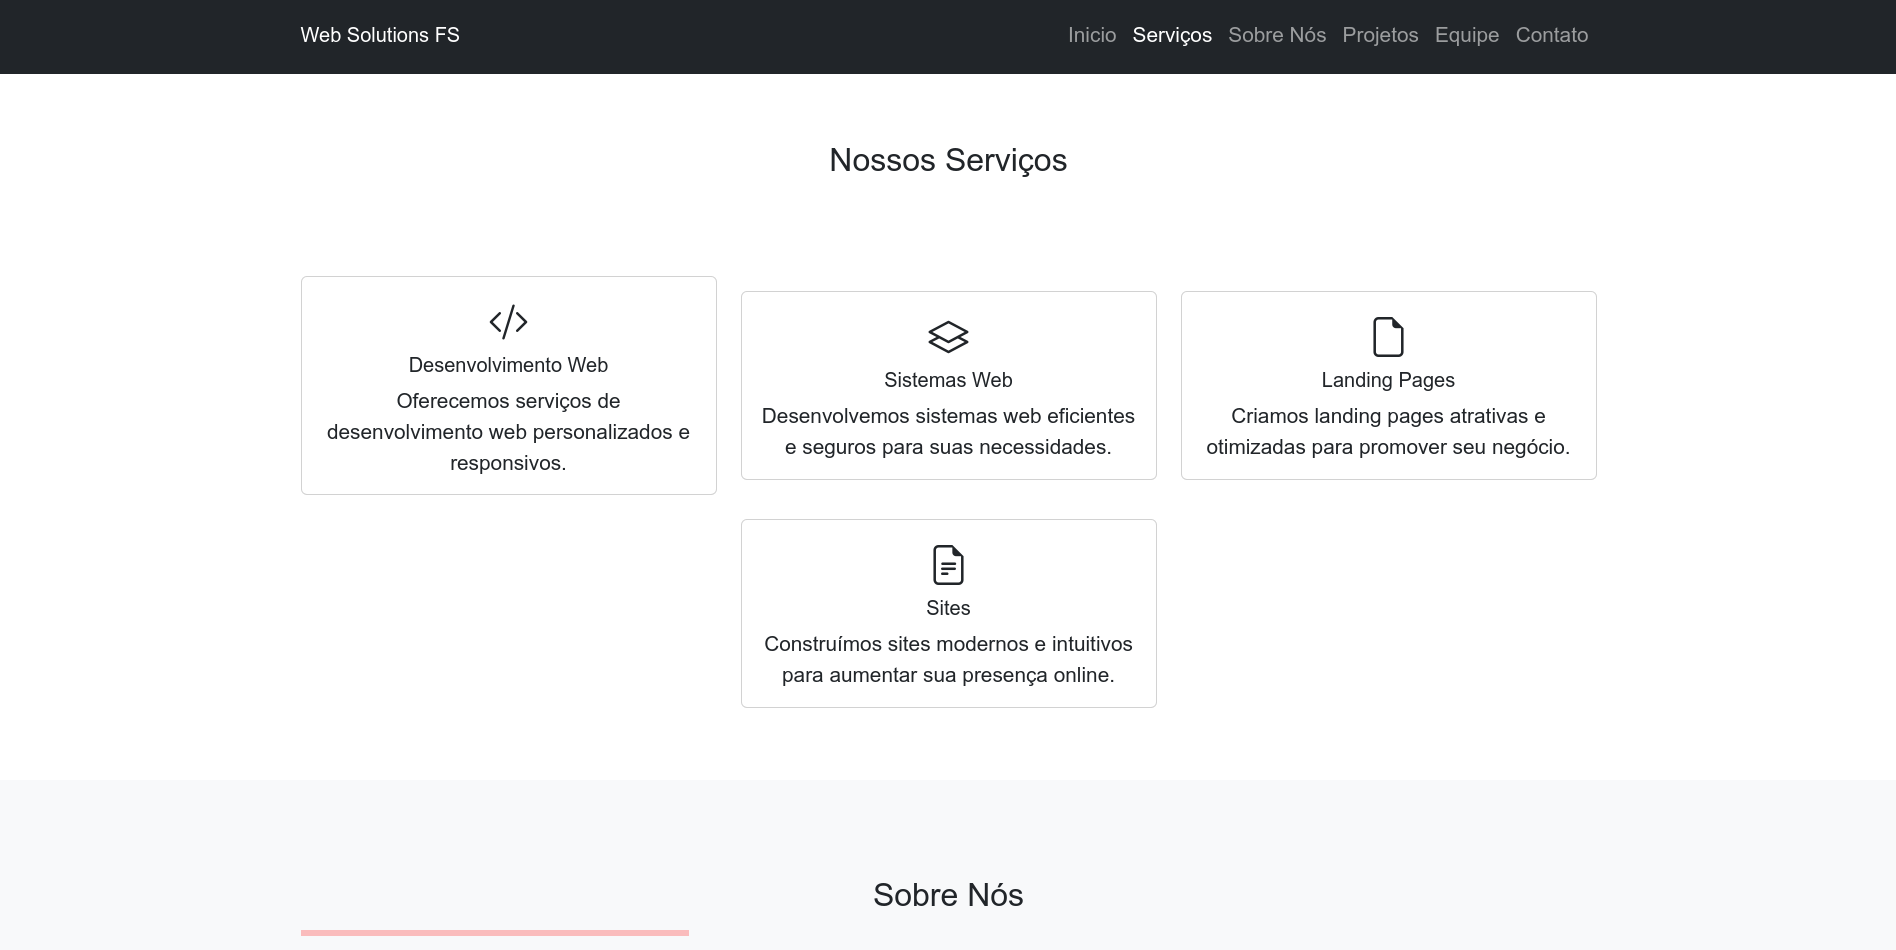 Web Solutions FS
Inicio Serviços Sobre Nós Projetos Equipe Contato
Nossos Serviços
Desenvolvimento Web
Oferecemos serviços de
desenvolvimento web personalizados e
responsivos.
Sistemas Web
Desenvolvemos sistemas web eficientes
e seguros para suas necessidades.
Landing Pages
Criamos landing pages atrativas e
otimizadas para promover seu negócio.
Sites
Construímos sites modernos e intuitivos
para aumentar sua presença online.
Sobre Nós